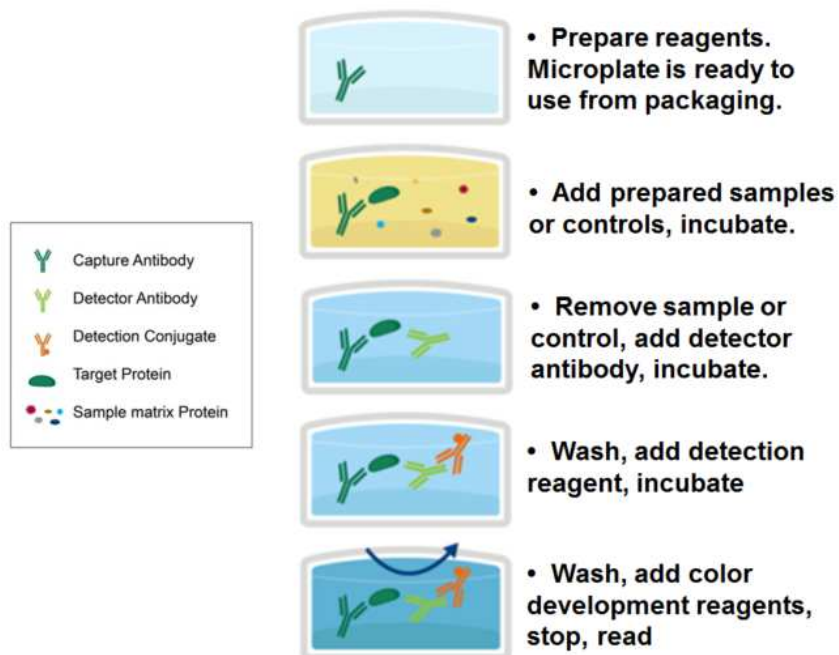 • Prepare reagents.
Microplate is ready to
use from packaging.
• Add prepared samples
or controls, incubate.
Capture Antibody
Detector Antibody
Detection Conjugate
Target Protein
Sample matrix Protein
• Remove sample or
control, add detector
antibody, incubate.
• Wash, add detection
reagent, incubate
• Wash, add color
development reagents,
stop, read